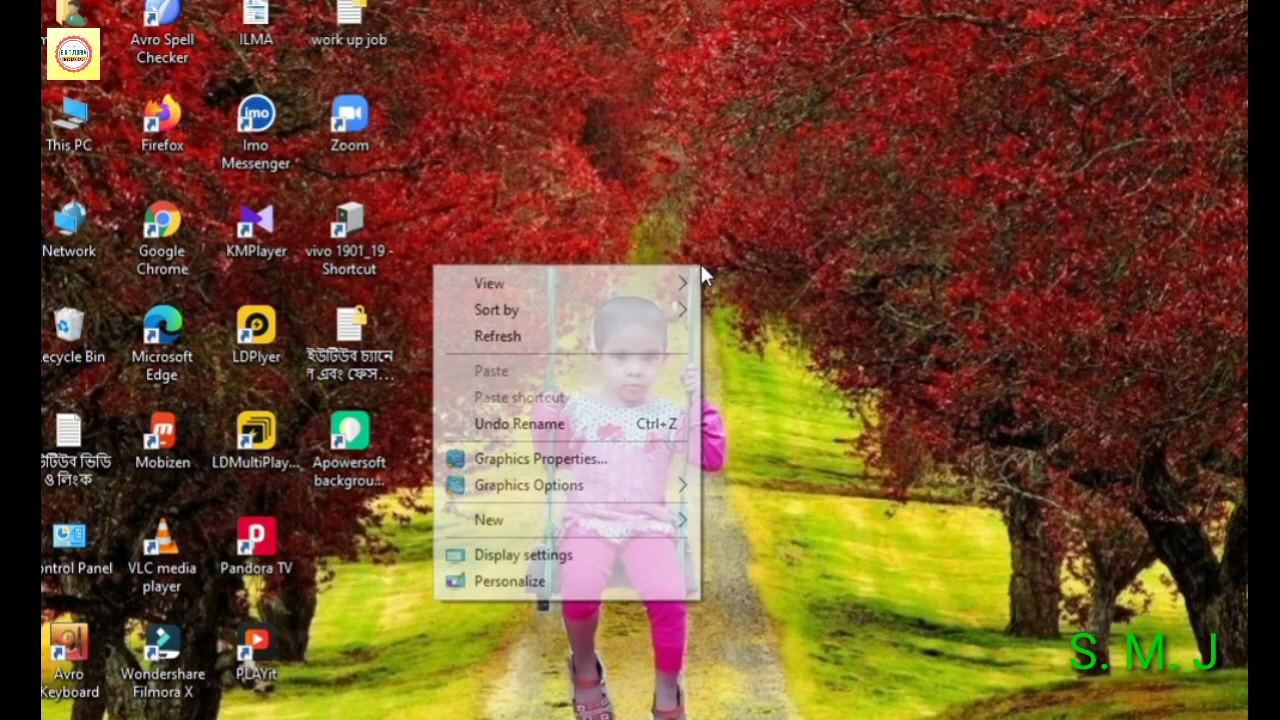 Avro Spell
Checker
ILMA
work up job
This PC
Firefox
Imo
Messenger
Zoom
Network
Google
Chrome
KMPlayer
vivo 1901_19 -
Shortcut
ecycle Bin
Microsoft
Edge
LDPlyer
ইউটিউব চ্যানে
ল এবং ফেস...
উটিউব ভিডি
ও লিংক
Mobizen
LDMultiPlay...
Apowersoft
backgrou...
ontrol Panel
VLC media
player
Pandora TV
Avro
Keyboard
Wondershare
Filmora X
PLAYit
View
Sort by
Refresh
Paste
Paste shortcut
Undo Rename Ctrl+Z
Graphics Properties...
Graphics Options
New
Display settings
Personalize
S. M. J